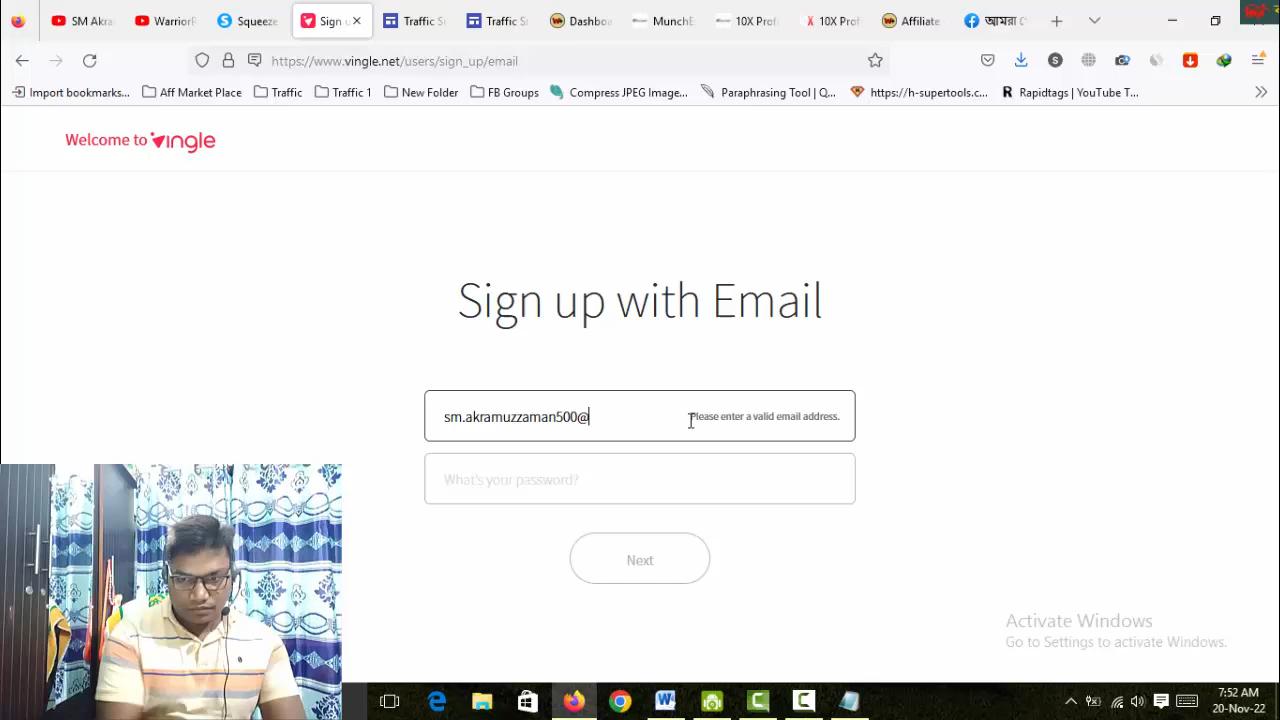 SM Akra
WarriorP
Squeeze
Sign u
Traffic S
Traffic S
Dashbo
MunchE
10X Prof
10X Prof
Affiliate
আমরা
https://www.vingle.net/users/sign_up/email
Import bookmarks...
Aff Market Place
Traffic
Traffic 1
New Folder
FB Groups
Compress JPEG Image...
Paraphrasing Tool | Q...
https://h-supertools.c...
Rapidtags | YouTube T...
Welcome to vingle
Sign up with Email
sm.akramuzzaman500@
Please enter a valid email address.
What's your password?
Next
Activate Windows
Go to Settings to activate Windows.
7:52 AM
20-Nov-22